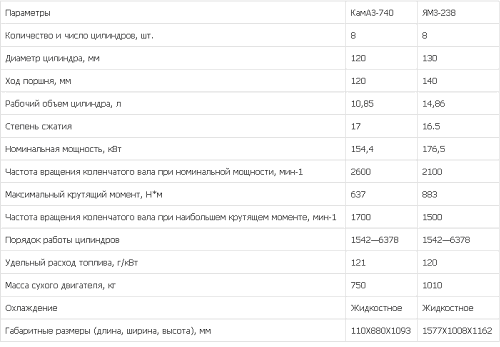 Параметры КамАЗ-740 ЯМЗ-238
Количество и число цилиндров, шт. 8 8
Диаметр цилиндра, мм 120 130
Ход поршня, мм 120 140
Рабочий объем цилиндра, л 10,85 14,86
Степень сжатия 17 16.5
Номинальная мощность, кВт 154,4 176,5
Частота вращения коленчатого вала при номинальной мощности, мин-1 2600 2100
Максимальный крутящий момент, Н*м 637 883
Частота вращения коленчатого вала при наибольшем крутящем моменте, мин-1 1700 1500
Порядок работы цилиндров 1542—6378 1542—6378
Удельный расход топлива, г/кВт 121 120
Масса сухого двигателя, кг 750 1010
Охлаждение Жидкостное Жидкостное
Габаритные размеры (длина, ширина, высота), мм 110Х880Х1093 1577Х1008Х1162